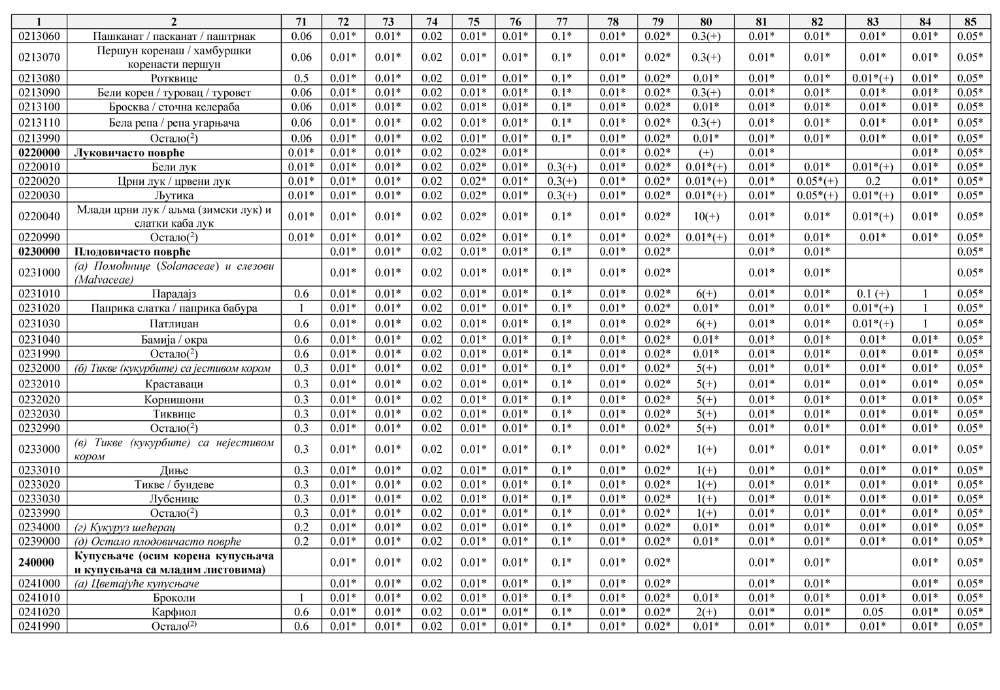 1 2 71 72 73 74 75 76 77 78 79 80 81 82 83 84 85
0213060 Пашканат / пасканат / паштрнак 0.06 0.01* 0.01* 0.02 0.01* 0.01* 0.1* 0.01* 0.02* 0.3(+) 0.01* 0.01* 0.01* 0.01* 0.05*
Першун коренаш / хамбуршки
0213070 0.06 0.01* 0.01* 0.02 0.01* 0.01* 0.1* 0.01* 0.02* 0.3(+) 0.01* 0.01* 0.01* 0.01* 0.05*
коренасти першун
0213080 Ротквице 0.5 0.01* 0.01* 0.02 0.01* 0.01* 0.1* 0.01* 0.02* 0.01* 0.01* 0.01* 0.01*(+) 0.01* 0.05*
0213090 Бели корен / туровац / туровет 0.06 0.01* 0.01* 0.02 0.01* 0.01* 0.1* 0.01* 0.02* 0.3(+) 0.01* 0.01* 0.01* 0.01* 0.05*
0213100 Бросква / сточна келераба 0.06 0.01* 0.01* 0.02 0.01* 0.01* 0.1* 0.01* 0.02* 0.01* 0.01* 0.01* 0.01* 0.01* 0.05*
0213110 Бела репа / репа угарњача 0.06 0.01* 0.01* 0.02 0.01* 0.01* 0.1* 0.01* 0.02* 0.3(+) 0.01* 0.01* 0.01* 0.01* 0.05*
0213990 Остало(²) 0.06 0.01* 0.01* 0.02 0.01* 0.01* 0.1* 0.01* 0.02* 0.01* 0.01* 0.01* 0.01* 0.01* 0.05*
0220000 Луковичасто поврће 0.01* 0.01* 0.01* 0.02 0.02* 0.01* 0.01* 0.02* (+) 0.01* 0.01* 0.05*
0220010 Бели лук 0.01* 0.01* 0.01* 0.02 0.02* 0.01* 0.3(+) 0.01* 0.02* 0.01*(+) 0.01* 0.01* 0.01*(+) 0.01* 0.05*
0220020 Црни лук / црвени лук 0.01* 0.01* 0.01* 0.02 0.02* 0.01* 0.3(+) 0.01* 0.02* 0.01*(+) 0.01* 0.05*(+) 0.2 0.01* 0.05*
0220030 Љутика 0.01* 0.01* 0.01* 0.02 0.02* 0.01* 0.3(+) 0.01* 0.02* 0.01*(+) 0.01* 0.05*(+) 0.01*(+) 0.01* 0.05*
Млади црни лук / аљма (зимски лук) и
0220040 0.01* 0.01* 0.01* 0.02 0.02* 0.01* 0.1* 0.01* 0.02* 10(+) 0.01* 0.01* 0.01*(+) 0.01* 0.05*
слатки каба лук
0220990 Остало(²) 0.01* 0.01* 0.01* 0.02 0.02* 0.01* 0.1* 0.01* 0.02* 0.01*(+) 0.01* 0.01* 0.01* 0.01* 0.05*
0230000 Плодовичасто поврће 0.01* 0.01* 0.02 0.01* 0.01* 0.1* 0.01* 0.02* 0.01* 0.01* 0.05*
(а) Помоћнице (Solanaceae) и слезови
0231000 0.01* 0.01* 0.02 0.01* 0.01* 0.1* 0.01* 0.02* 0.01* 0.01* 0.05*
(Malvaceae)
0231010 Парадајз 0.6 0.01* 0.01* 0.02 0.01* 0.01* 0.1* 0.01* 0.02* 6(+) 0.01* 0.01* 0.1 (+) 1 0.05*
0231020 Паприка слатка / паприка бабура 1 0.01* 0.01* 0.02 0.01* 0.01* 0.1* 0.01* 0.02* 0.01* 0.01* 0.01* 0.01*(+) 1 0.05*
0231030 Патлиџан 0.6 0.01* 0.01* 0.02 0.01* 0.01* 0.1* 0.01* 0.02* 6(+) 0.01* 0.01* 0.01*(+) 1 0.05*
0231040 Бамија / окра 0.6 0.01* 0.01* 0.02 0.01* 0.01* 0.1* 0.01* 0.02* 0.01* 0.01* 0.01* 0.01* 0.01* 0.05*
0231990 Остало(²) 0.6 0.01* 0.01* 0.02 0.01* 0.01* 0.1* 0.01* 0.02* 0.01* 0.01* 0.01* 0.01* 0.01* 0.05*
0232000 (б) Тикве (кукурбите) са јестивом кором 0.3 0.01* 0.01* 0.02 0.01* 0.01* 0.1* 0.01* 0.02* 5(+) 0.01* 0.01* 0.01* 0.01* 0.05*
0232010 Краставаци 0.3 0.01* 0.01* 0.02 0.01* 0.01* 0.1* 0.01* 0.02* 5(+) 0.01* 0.01* 0.01* 0.01* 0.05*
0232020 Корнишони 0.3 0.01* 0.01* 0.02 0.01* 0.01* 0.1* 0.01* 0.02* 5(+) 0.01* 0.01* 0.01* 0.01* 0.05*
0232030 Тиквице 0.3 0.01* 0.01* 0.02 0.01* 0.01* 0.1* 0.01* 0.02* 5(+) 0.01* 0.01* 0.01* 0.01* 0.05*
0232990 Остало(²) 0.3 0.01* 0.01* 0.02 0.01* 0.01* 0.1* 0.01* 0.02* 5(+) 0.01* 0.01* 0.01* 0.01* 0.05*
(в) Тикве (кукурбите) са нејестивом
0233000 0.3 0.01* 0.01* 0.02 0.01* 0.01* 0.1* 0.01* 0.02* 1(+) 0.01* 0.01* 0.01* 0.01* 0.05*
кором
0233010 Диње 0.3 0.01* 0.01* 0.02 0.01* 0.01* 0.1* 0.01* 0.02* 1(+) 0.01* 0.01* 0.01* 0.01* 0.05*
0233020 Тикве / бундеве 0.3 0.01* 0.01* 0.02 0.01* 0.01* 0.1* 0.01* 0.02* 1(+) 0.01* 0.01* 0.01* 0.01* 0.05*
0233030 Лубенице 0.3 0.01* 0.01* 0.02 0.01* 0.01* 0.1* 0.01* 0.02* 1(+) 0.01* 0.01* 0.01* 0.01* 0.05*
0233990 Остало(²) 0.3 0.01* 0.01* 0.02 0.01* 0.01* 0.1* 0.01* 0.02* 1(+) 0.01* 0.01* 0.01* 0.01* 0.05*
0234000 (г) Кукуруз шећерац 0.2 0.01* 0.01* 0.02 0.01* 0.01* 0.1* 0.01* 0.02* 0.01* 0.01* 0.01* 0.01* 0.01* 0.05*
0239000 (д) Остало плодовичасто поврће 0.2 0.01* 0.01* 0.02 0.01* 0.01* 0.1* 0.01* 0.02* 0.01* 0.01* 0.01* 0.01* 0.01* 0.05*
Купусњаче (осим корена купусњача
240000 0.01* 0.01* 0.02 0.01* 0.01* 0.1* 0.01* 0.02* 0.01* 0.01* 0.01* 0.05*
и купусњача са младим листовима)
0241000 (а) Цветајуће купусњаче 0.01* 0.01* 0.02 0.01* 0.01* 0.1* 0.01* 0.02* 0.01* 0.01* 0.01* 0.05*
0241010 Броколи 1 0.01* 0.01* 0.02 0.01* 0.01* 0.1* 0.01* 0.02* 0.01* 0.01* 0.01* 0.01* 0.01* 0.05*
0241020 Карфиол 0.6 0.01* 0.01* 0.02 0.01* 0.01* 0.1* 0.01* 0.02* 2(+) 0.01* 0.01* 0.05 0.01* 0.05*
0241990 Остало⁽²⁾ 0.6 0.01* 0.01* 0.02 0.01* 0.01* 0.1* 0.01* 0.02* 0.01* 0.01* 0.01* 0.01* 0.01* 0.05*